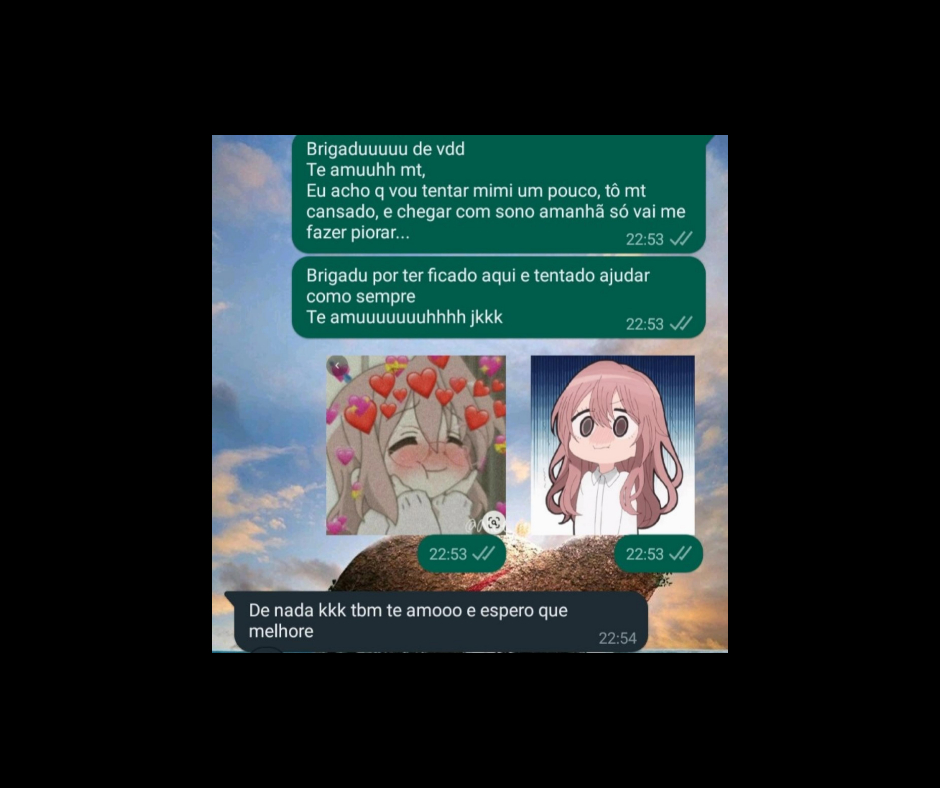 Brigaduuuuu de vdd
Te amuuhh mt,
Eu acho q vou tentar mimi um pouco, tô mt
cansado, e chegar com sono amanhã só vai me
fazer piorar...
22:53
Brigadu por ter ficado aqui e tentado ajudar
como sempre
Te amuuuuuuuhhhh jkkk
22:53
22:53
22:53
De nada kkk tbm te amooo e espero que
melhore
22:54